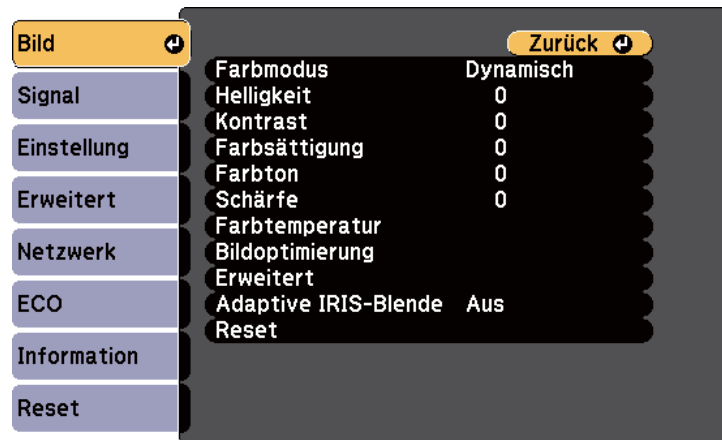 Bild
Signal
Einstellung
Erweitert
Netzwerk
ECO
Information
Reset
Zurück
Farbmodus Dynamisch
Helligkeit 0
Kontrast 0
Farbsättigung 0
Farbton 0
Schärfe 0
Farbtemperatur
Bildoptimierung
Erweitert
Adaptive IRIS-Blende Aus
Reset